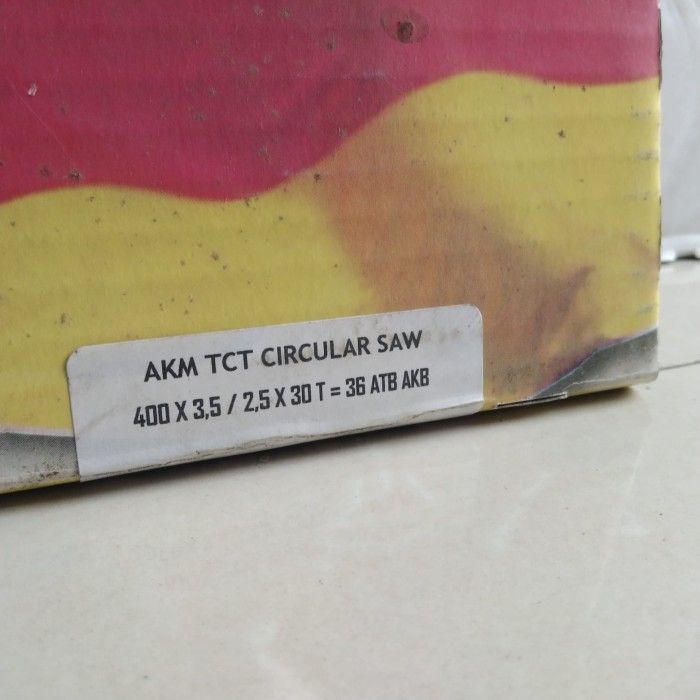 AKM TCT CIRCULAR SAW
400 X 3,5 / 2,5 X 30 T = 36 ATB AKB